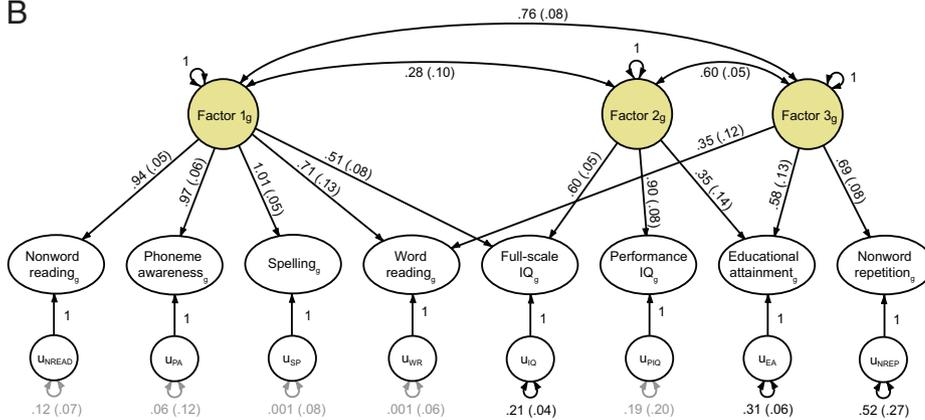 B
.76 (.08)
.28 (.10)
.60 (.05)
1
1
1
Factor 1g
Factor 2g
Factor 3g
.94 (.05)
.97 (.06)
1.01 (.05)
.71 (.13)
.51 (.08)
.60 (.05)
.90 (.08)
.35 (.14)
.35 (.12)
.58 (.13)
.69 (.08)
Nonword
readingg
Phoneme
awarenessg
Spellingg
Word
readingg
Full-scale
IQg
Performance
IQg
Educational
attainmentg
Nonword
repetitiong
1
1
1
1
1
1
1
1
uNREAD
uPA
uSP
uWR
uIQ
uPIQ
uEA
uNREP
.12 (.07)
.06 (.12)
.001 (.08)
.001 (.06)
.21 (.04)
.19 (.20)
.31 (.06)
.52 (.27)